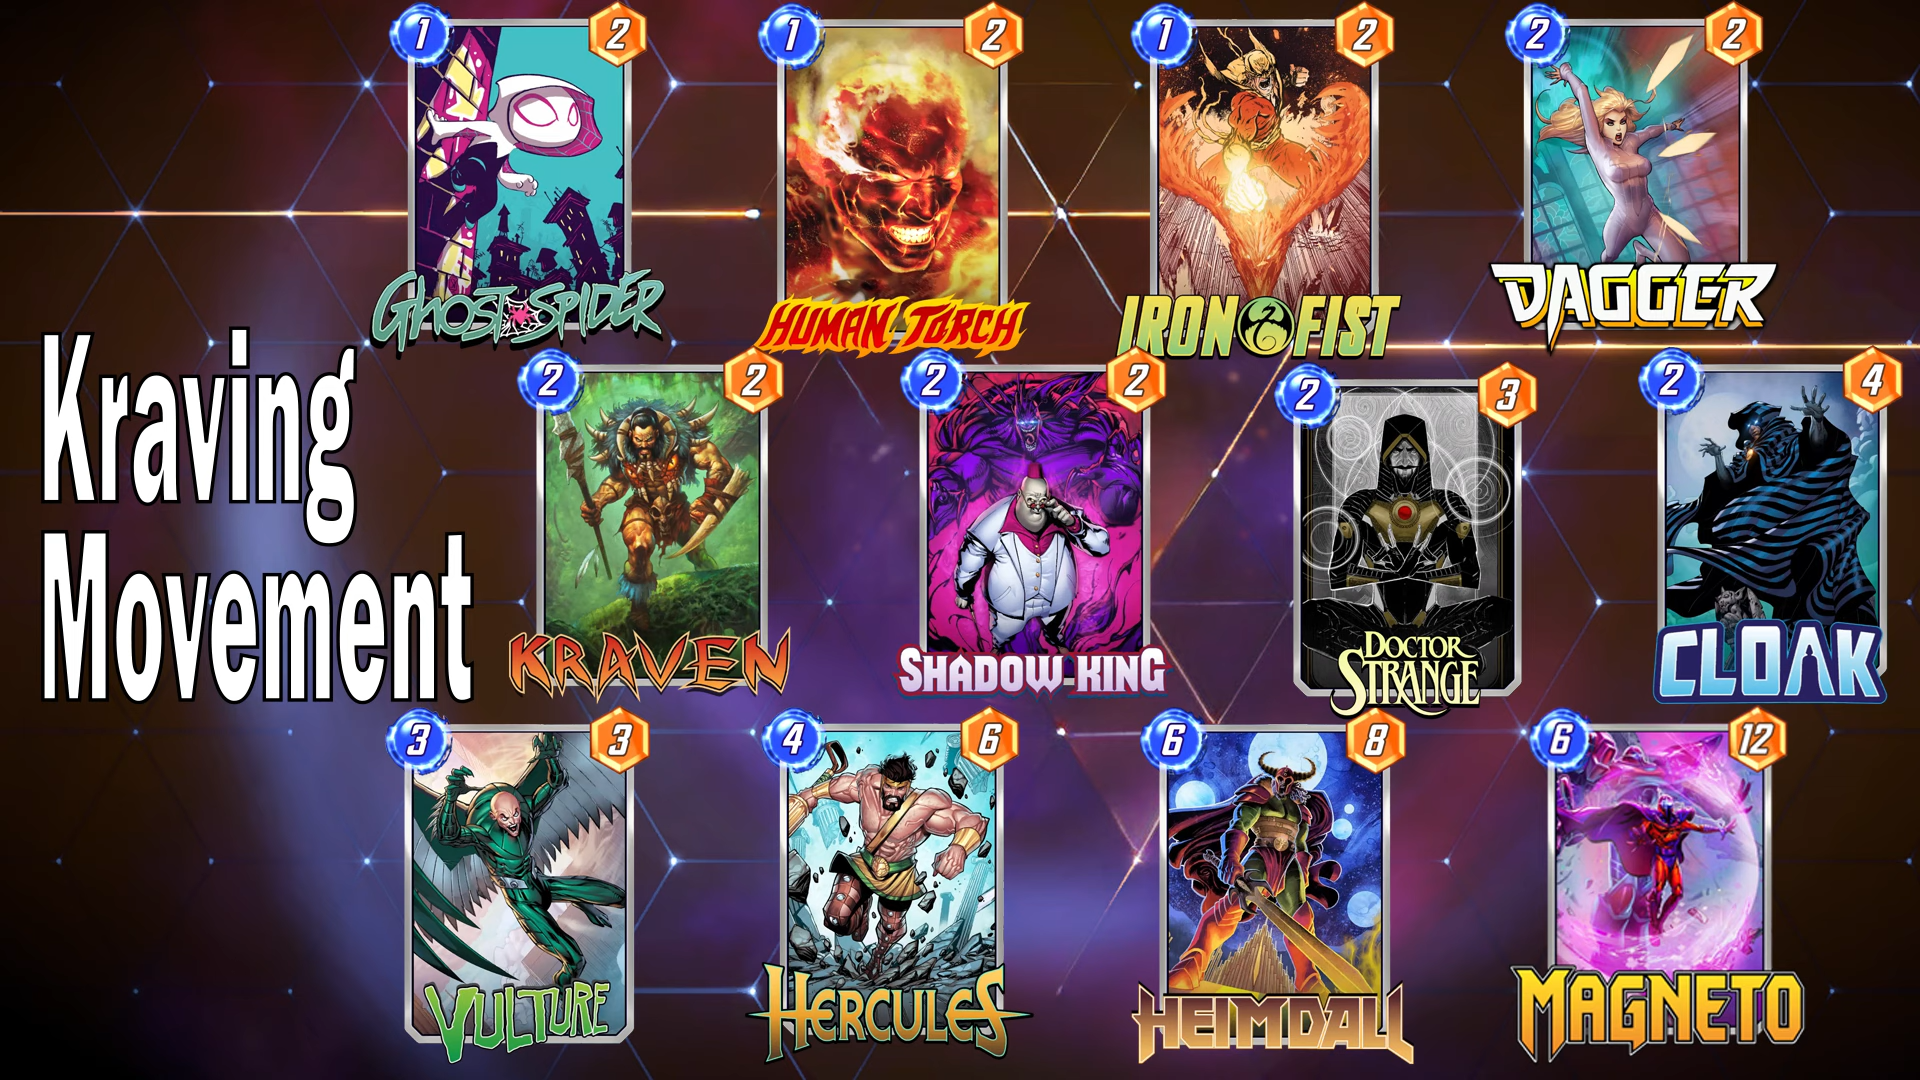 Kraving
Movement
1 2
GHOST-SPIDER
1 2
HUMAN TORCH
1 2
IRON FIST
2 2
DAGGER
2 2
KRAVEN
2 2
SHADOW KING
2 3
DOCTOR
STRANGE
2 4
CLOAK
3 3
VULTURE
4 6
HERCULES
6 8
HEIMDALL
6 12
MAGNETO